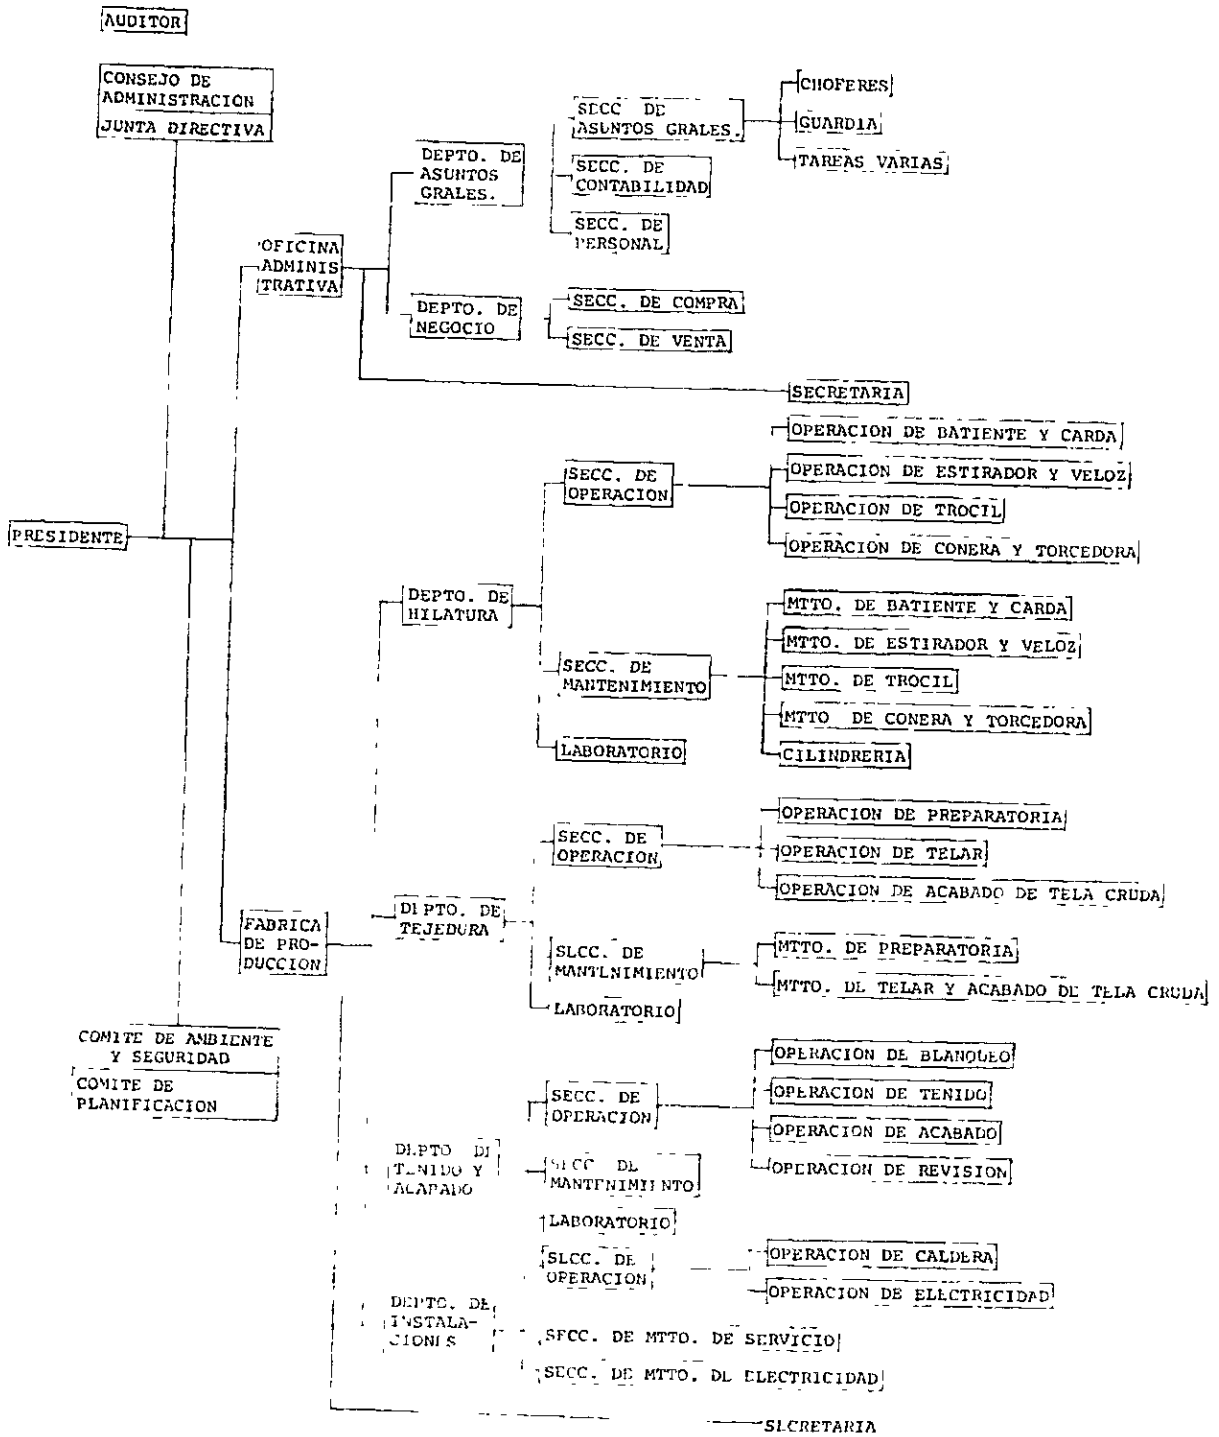 AUDITOR
CONSEJO DE
ADMINISTRACION
JUNTA DIRECTIVA
CHOFERES
SECC DE
ASUNTOS GRALES.
GUARDIA
TAREAS VARIAS
DEPTO. DE
ASUNTOS
GRALES.
SECC. DE
CONTABILIDAD
SECC. DE
PERSONAL
OFICINA
ADMINIS
TRATIVA
DEPTO. DE
NEGOCIO
SECC. DE COMPRA
SECC. DE VENTA
SECRETARIA
PRESIDENTE
DEPTO. DE
HILATURA
SECC. DE
OPERACION
OPERACION DE BATIENTE Y CARDA
OPERACION DE ESTIRADOR Y VELOZ
OPERACION DE TROCIL
OPERACION DE CONERA Y TORCEDORA
SECC. DE
MANTENIMIENTO
MTTO. DE BATIENTE Y CARDA
MTTO. DE ESTIRADOR Y VELOZ
MTTO. DE TROCIL
MTTO DE CONERA Y TORCEDORA
CILINDRERIA
LABORATORIO
FABRICA
DE PRO-
DUCCION
DEPTO. DE
TEJEDURA
SECC. DE
OPERACION
OPERACION DE PREPARATORIA
OPERACION DE TELAR
OPERACION DE ACABADO DE TELA CRUDA
SECC. DE
MANTENIMIENTO
MTTO. DE PREPARATORIA
MTTO. DE TELAR Y ACABADO DE TELA CRUDA
LABORATORIO
COMITE DE AMBIENTE
Y SEGURIDAD
COMITE DE
PLANIFICACION
DEPTO DE
TENIDO Y
ACABADO
SECC. DE
OPERACION
OPERACION DE BLANQUEO
OPERACION DE TENIDO
OPERACION DE ACABADO
OPERACION DE REVISION
SECC DE
MANTENIMIENTO
LABORATORIO
DEPTO. DE
INSTALA-
CIONES
SECC. DE
OPERACION
OPERACION DE CALDERA
OPERACION DE ELECTRICIDAD
SECC. DE MTTO. DE SERVICIO
SECC. DE MTTO. DE ELECTRICIDAD
SECRETARIA